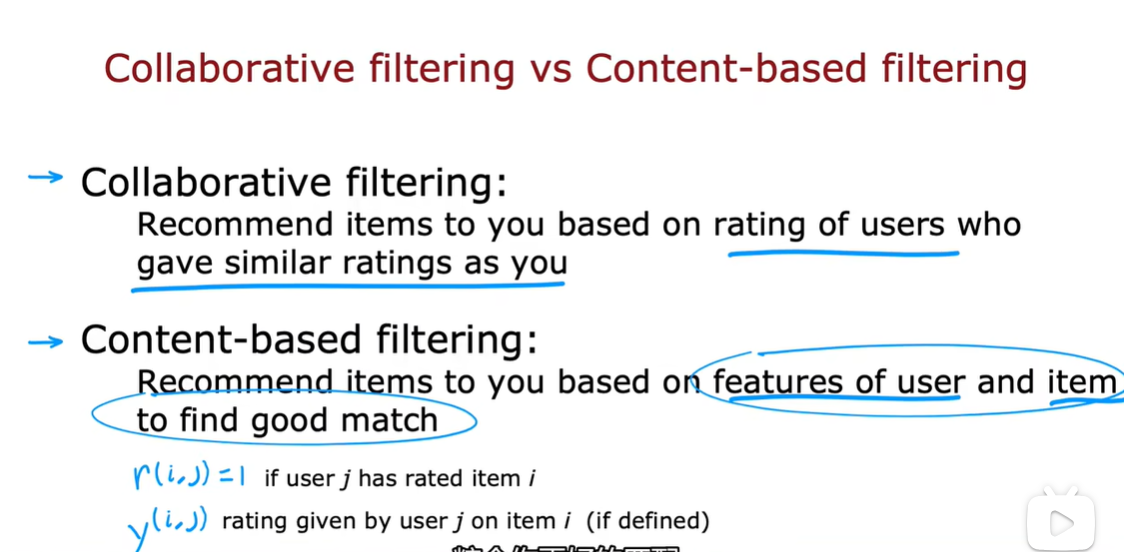 Collaborative filtering vs Content-based filtering
→ Collaborative filtering:
Recommend items to you based on rating of users who
gave similar ratings as you
→ Content-based filtering:
Recommend items to you based on features of user and item
to find good match
r(i,j)=1 if user j has rated item i
y(i,j) rating given by user j on item i (if defined)